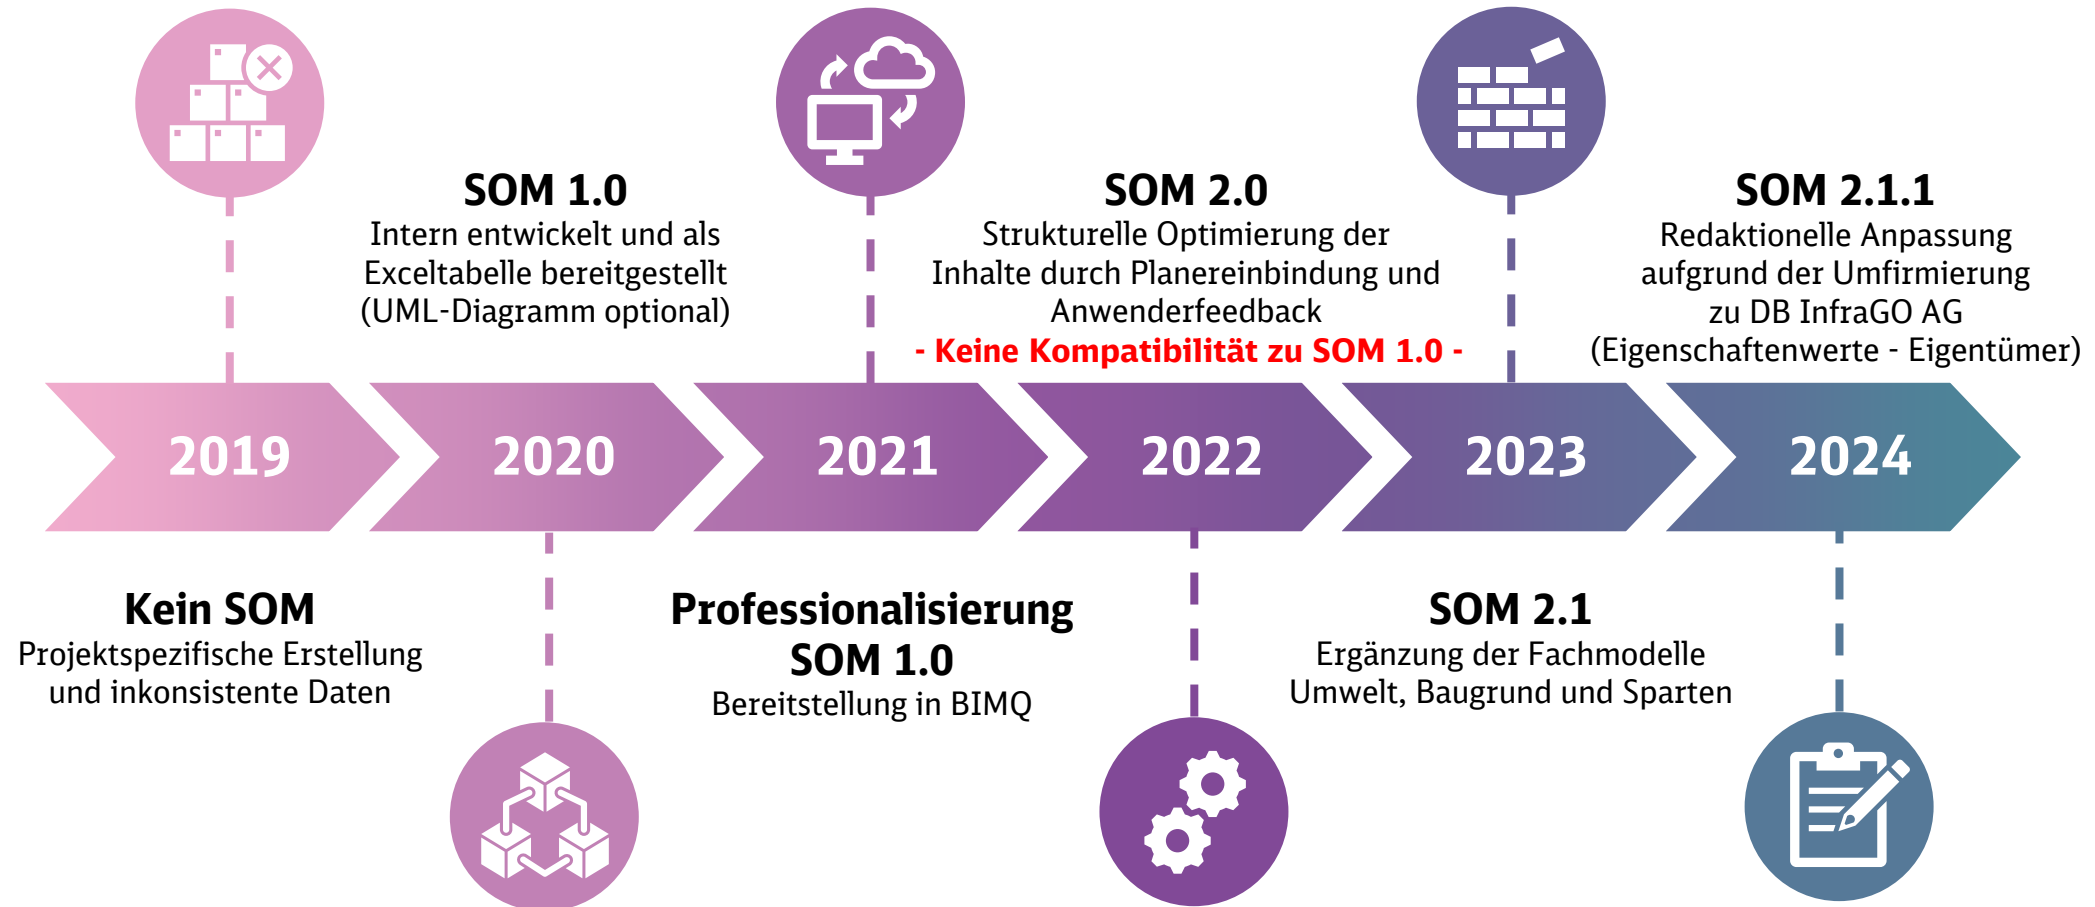 SOM 1.0
Intern entwickelt und als
Exceltabelle bereitgestellt
(UML-Diagramm optional)
SOM 2.0
Strukturelle Optimierung der
Inhalte durch Planereinbindung und
Anwenderfeedback
- Keine Kompatibilität zu SOM 1.0 -
SOM 2.1.1
Redaktionelle Anpassung
aufgrund der Umfirmierung
zu DB InfraGO AG
(Eigenschaftenwerte - Eigentümer)
2019
2020
2021
2022
2023
2024
Kein SOM
Projektspezifische Erstellung
und inkonsistente Daten
Professionalisierung
SOM 1.0
Bereitstellung in BIMQ
SOM 2.1
Ergänzung der Fachmodelle
Umwelt, Baugrund und Sparten